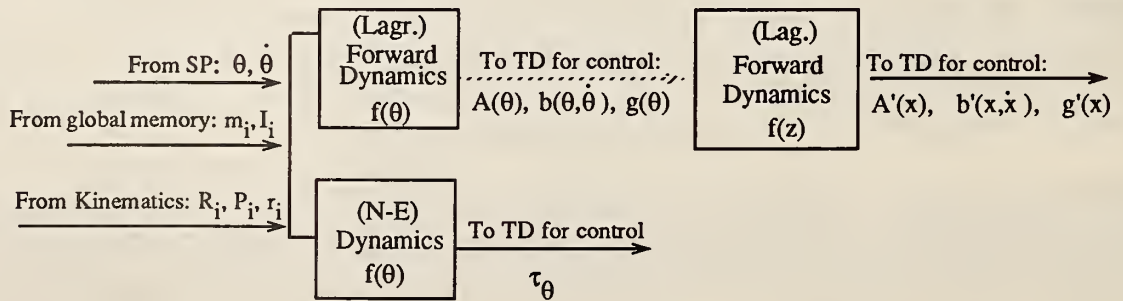 From SP: θ, θ̇
From global memory: m_i, I_i
From Kinematics: R_i, P_i, r_i
(Lagr.)
Forward
Dynamics
f(θ)
To TD for control:
A(θ), b(θ,θ̇), g(θ)
(Lag.)
Forward
Dynamics
f(z)
To TD for control:
A'(x), b'(x,ẋ), g'(x)
(N-E)
Dynamics
f(θ)
To TD for control
τ_θ